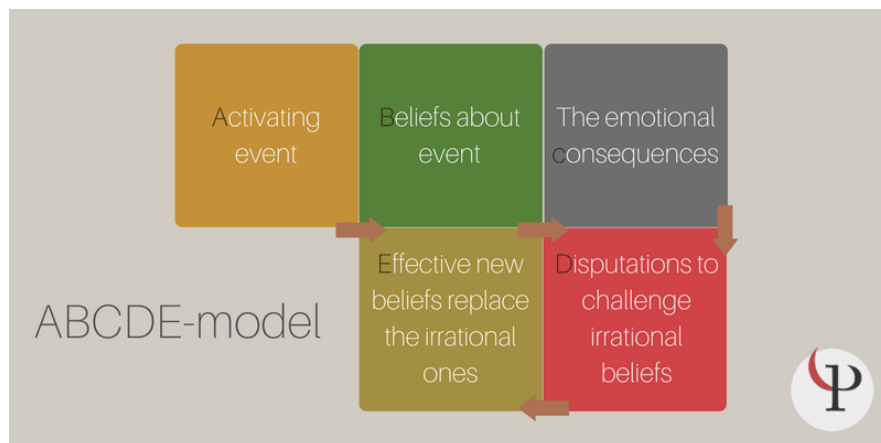 Activating
event
Beliefs about
event
The emotional
consequences
Effective new
beliefs replace
the irrational
ones
Disputations to
challenge
irrational
beliefs
ABCDE-model
P